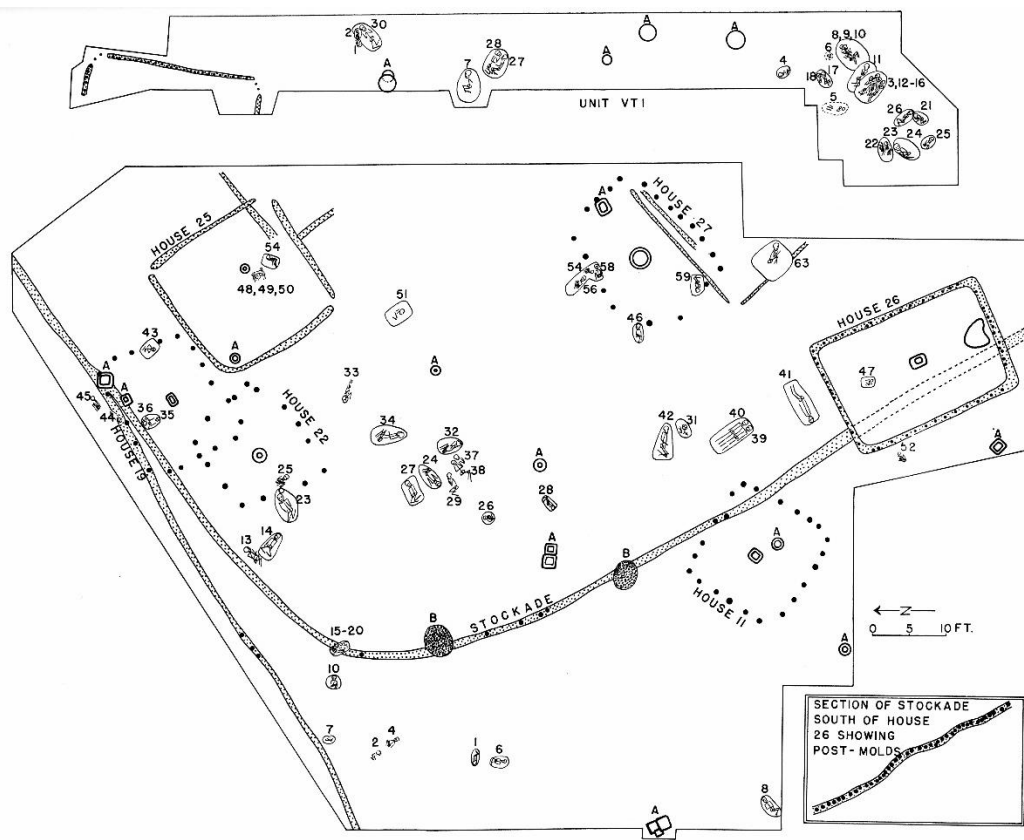 30
2
A
7
28
27
A
A
A
4
8,9,10
6
11
17
18
3,12-16
5
26
21
22
23
24
25
UNIT VT1
HOUSE 25
54
48,49,50
A
51
A
HOUSE 27
54
58
56
59
46
63
HOUSE 26
47
52
A
43
A
A
45
44
36
35
HOUSE 19
HOUSE 22
33
A
34
32
37
38
24
27
29
26
25
23
14
13
A
28
A
42
31
40
39
41
A
HOUSE 11
B
B
STOCKADE
15-20
10
7
2
4
1
6
8
A
A
N
0 5 10 FT.
SECTION OF STOCKADE
SOUTH OF HOUSE
26 SHOWING
POST-MOLDS